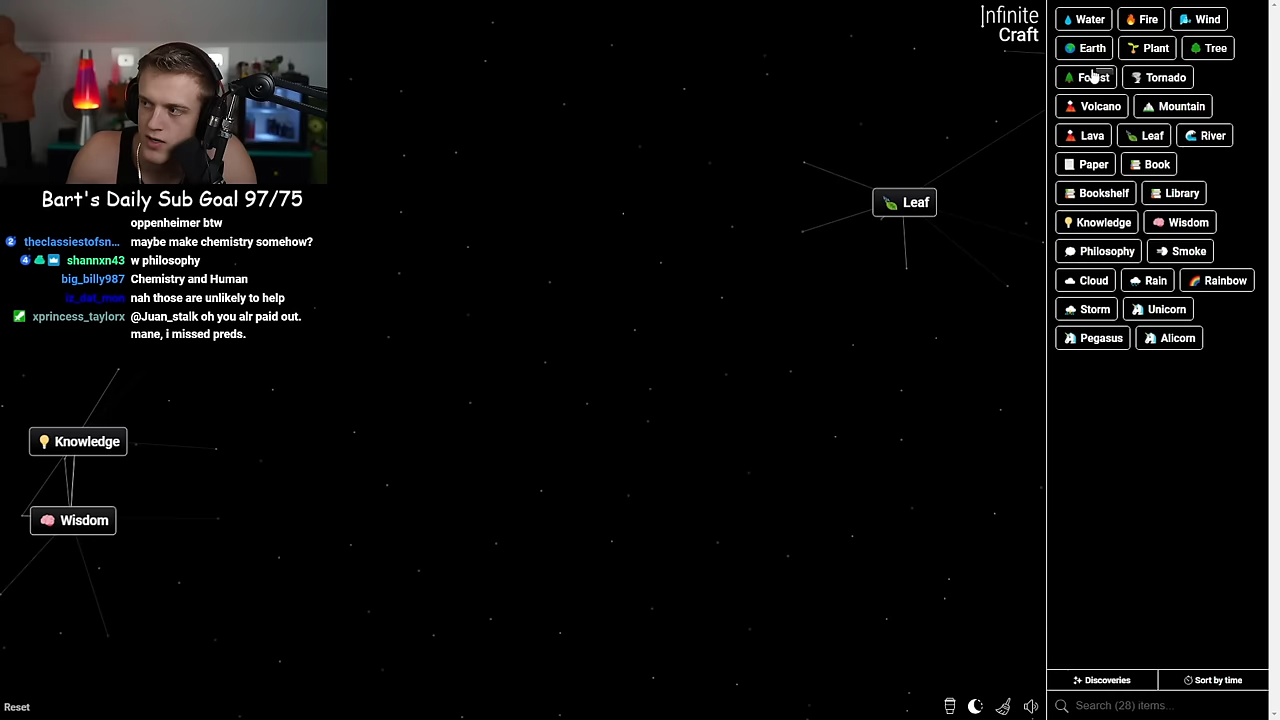 Infinite
Craft
Bart's Daily Sub Goal 97/75
oppenheimer btw
theclassiestofsn... maybe make chemistry somehow?
shannxn43 w philosophy
big_billy987 Chemistry and Human
nah those are unlikely to help
xprincess_taylorx @Juan_stalk oh you alr paid out.
mane, i missed preds.
Leaf
Knowledge
Wisdom
Reset
Water Fire Wind
Earth Plant Tree
Forest Tornado
Volcano Mountain
Lava Leaf River
Paper Book
Bookshelf Library
Knowledge Wisdom
Philosophy Smoke
Cloud Rain Rainbow
Storm Unicorn
Pegasus Alicorn
Discoveries Sort by time
Search (28) items...